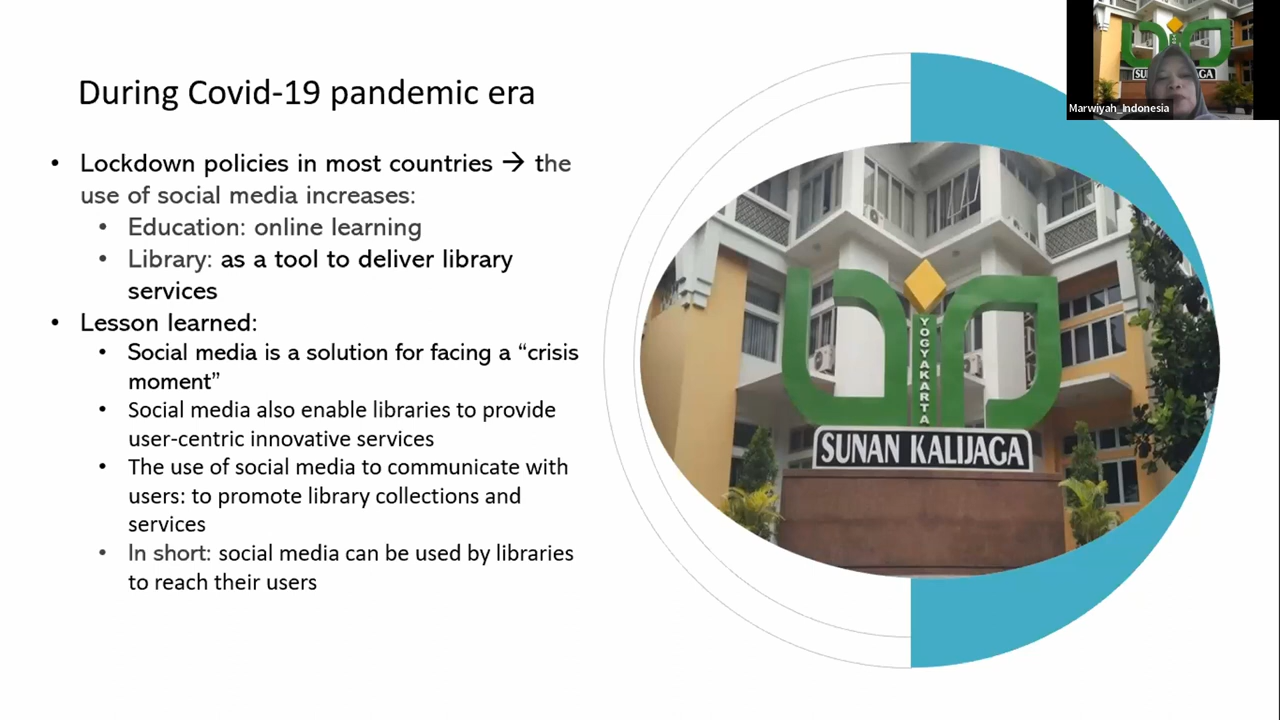 During Covid-19 pandemic era
• Lockdown policies in most countries → the
use of social media increases:
• Education: online learning
• Library: as a tool to deliver library
services
• Lesson learned:
• Social media is a solution for facing a “crisis
moment”
• Social media also enable libraries to provide
user-centric innovative services
• The use of social media to communicate with
users: to promote library collections and
services
• In short: social media can be used by libraries
to reach their users
YOGYAKARTA
SUNAN KALIJAGA
Marwiyah_Indonesia